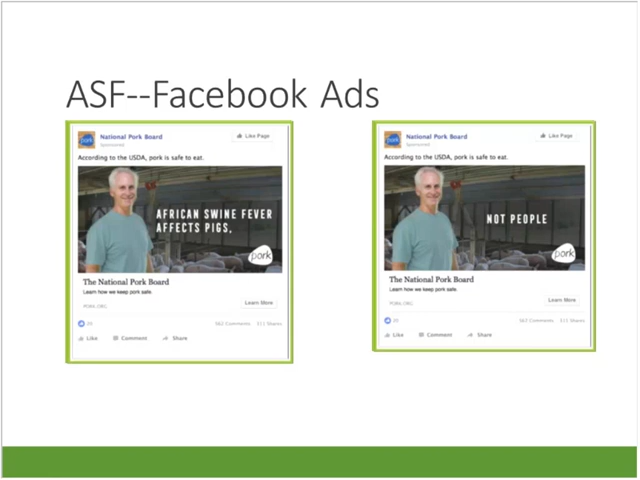 ASF--Facebook Ads
pork
National Pork Board
Sponsored
Like Page
According to the USDA, pork is safe to eat.
AFRICAN SWINE FEVER
AFFECTS PIGS,
pork
The National Pork Board
Learn how we keep pork safe
PORK.ORG
Learn More
562 Comments 311 Shares
Like Comment Share
pork
National Pork Board
Sponsored
Like Page
According to the USDA, pork is safe to eat.
NOT PEOPLE
pork
The National Pork Board
Learn how we keep pork safe.
PORK.ORG
Learn More
Like Comment Share